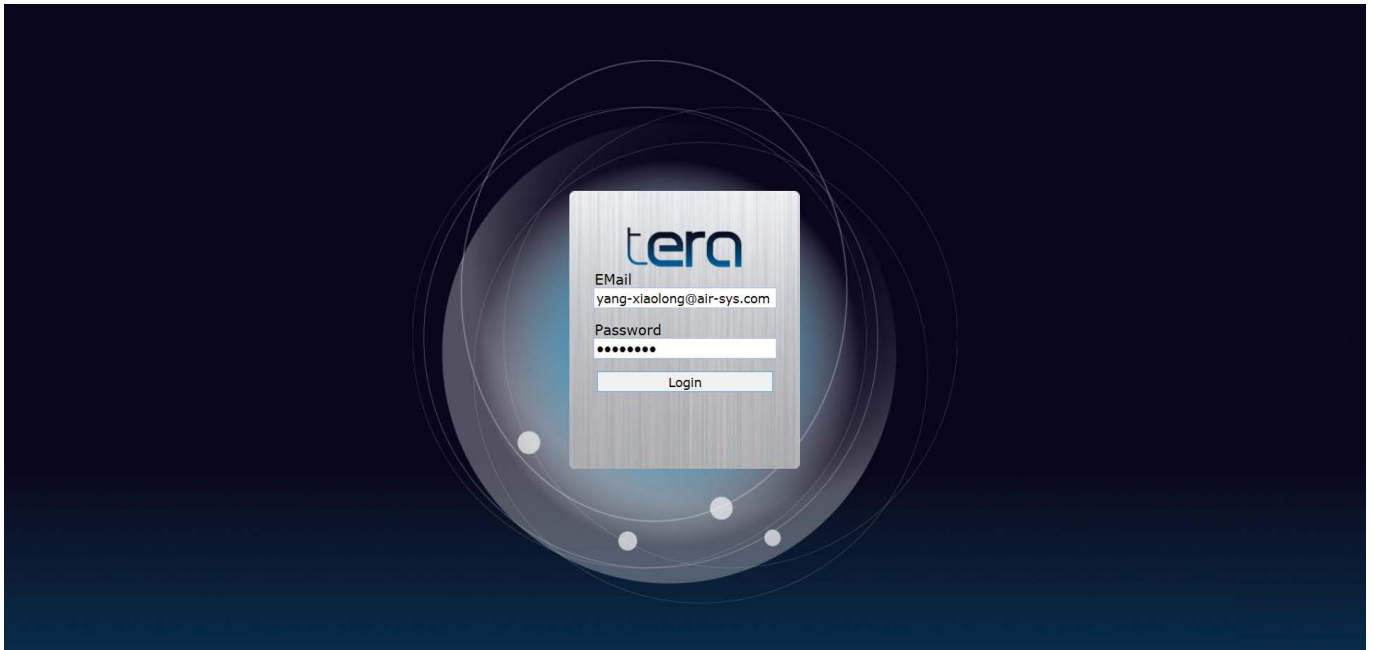 tera
EMail
yang-xiaolong@air-sys.com
Password
••••••••
Login